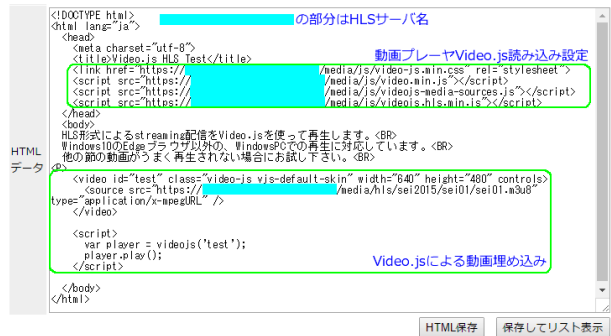 <!DOCTYPE html>
の部分はHLSサーバ名
<html lang="ja">
<head>
<meta charset="utf-8">
<title>Video.js HLS Test</title>
動画プレーヤVideo.js読み込み設定
<link href="https:// /media/js/video-js.min.css" rel="stylesheet">
<script src="https:// /media/js/video.min.js"></script>
<script src="https:// /media/js/videojs-media-sources.js"></script>
<script src="https:// /media/js/videojs.hls.min.js"></script>
</head>
<body>
HLS形式によるstreaming配信をVideo.jsを使って再生します。<BR>
Windows10のEdgeブラウザ以外の、WindowsPCでの再生に対応しています。<BR>
他の節の動画がうまく再生されない場合にお試し下さい。<BR>
HTML
データ
<P>
<video id="test" class="video-js vjs-default-skin" width="640" height="480" controls>
<source src="https:// /media/hls/sei2015/sei01/sei01.m3u8"
type="application/x-mpegURL" />
</video>
<script>
var player = videojs('test');
player.play();
</script>
Video.jsによる動画埋め込み
</body>
</html>
HTML保存
保存してリスト表示